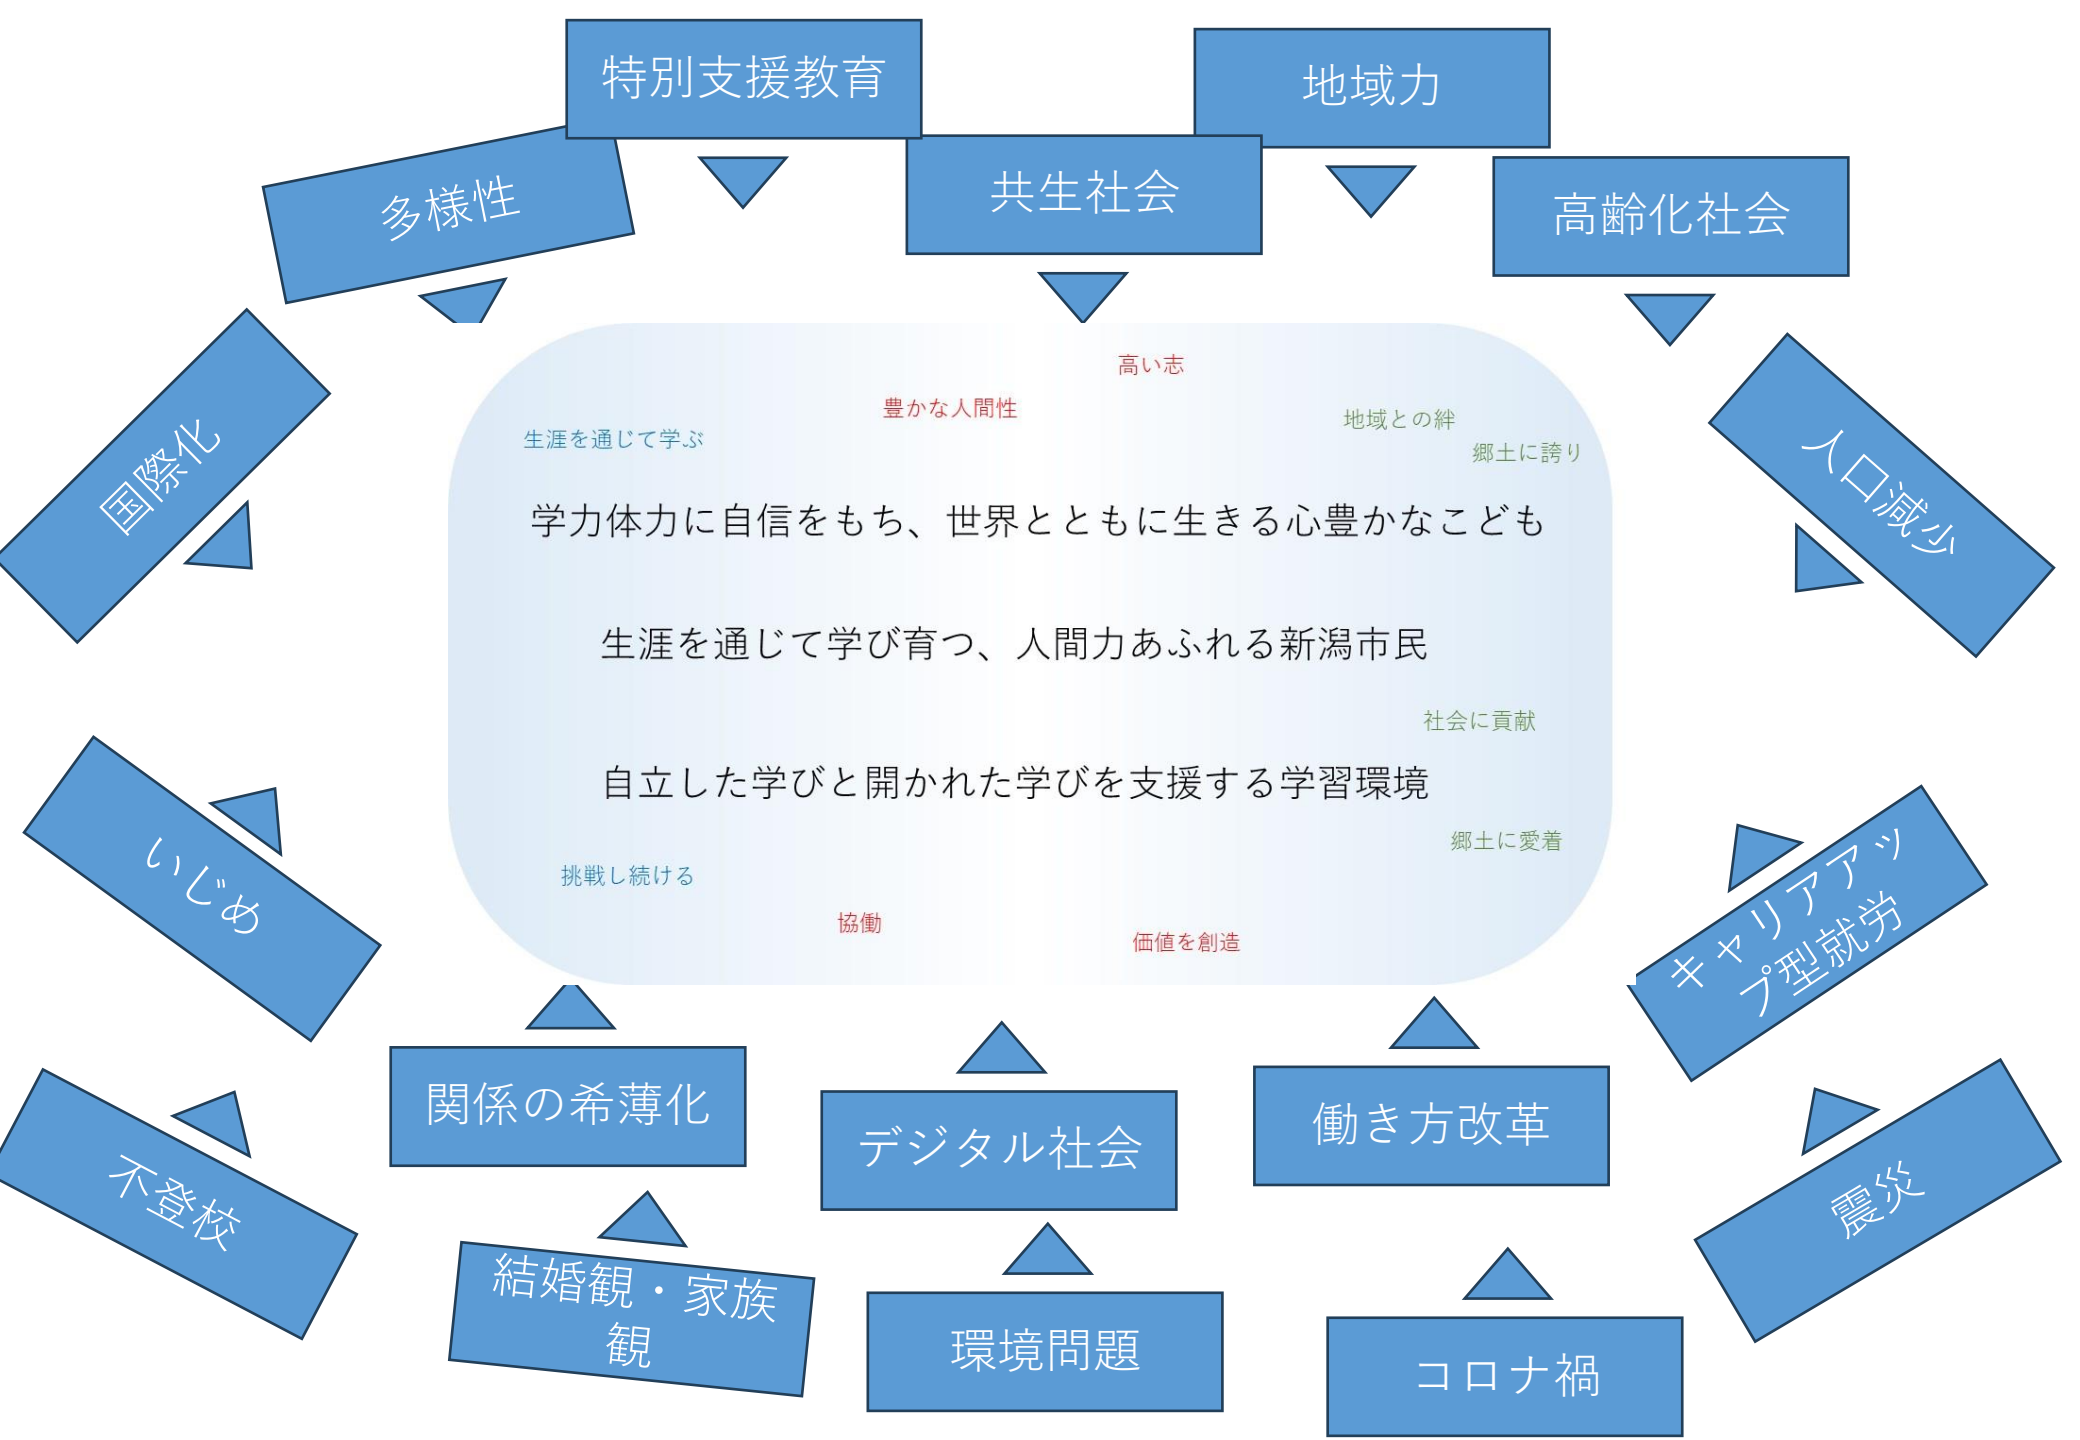 特別支援教育
地域力
多様性
共生社会
高齢化社会
国際化
人口減少
高い志
豊かな人間性
地域との絆
生涯を通じて学ぶ
郷土に誇り
学力体力に自信をもち、世界とともに生きる心豊かなこども
生涯を通じて学び育つ、人間力あふれる新潟市民
社会に貢献
自立した学びと開かれた学びを支援する学習環境
郷土に愛着
挑戦し続ける
協働
価値を創造
いじめ
キャリアアッ
プ型就労
関係の希薄化
デジタル社会
働き方改革
不登校
震災
結婚観・家族
観
環境問題
コロナ禍